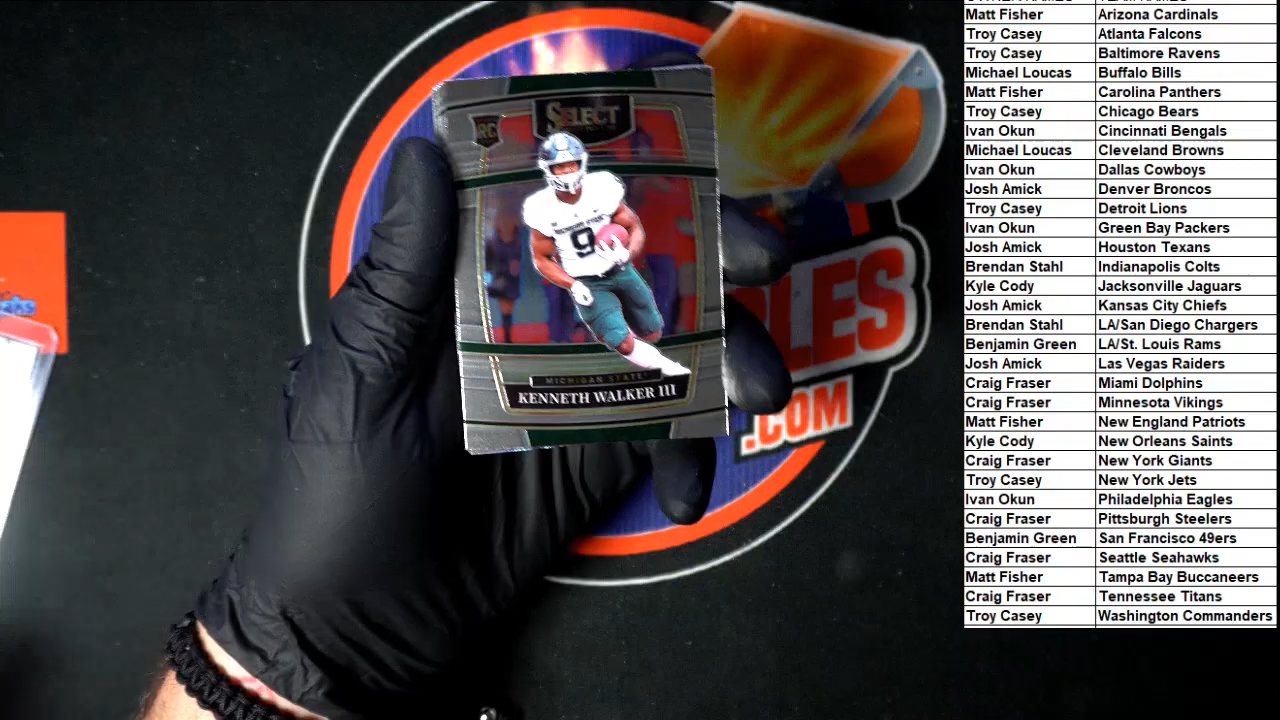 RC
SELECT
MICHIGAN STATE
9
MICHIGAN STATE
KENNETH WALKER III
LES
.COM
Matt Fisher Arizona Cardinals
Troy Casey Atlanta Falcons
Troy Casey Baltimore Ravens
Michael Loucas Buffalo Bills
Matt Fisher Carolina Panthers
Troy Casey Chicago Bears
Ivan Okun Cincinnati Bengals
Michael Loucas Cleveland Browns
Ivan Okun Dallas Cowboys
Josh Amick Denver Broncos
Troy Casey Detroit Lions
Ivan Okun Green Bay Packers
Josh Amick Houston Texans
Brendan Stahl Indianapolis Colts
Kyle Cody Jacksonville Jaguars
Josh Amick Kansas City Chiefs
Brendan Stahl LA/San Diego Chargers
Benjamin Green LA/St. Louis Rams
Josh Amick Las Vegas Raiders
Craig Fraser Miami Dolphins
Craig Fraser Minnesota Vikings
Matt Fisher New England Patriots
Kyle Cody New Orleans Saints
Craig Fraser New York Giants
Troy Casey New York Jets
Ivan Okun Philadelphia Eagles
Craig Fraser Pittsburgh Steelers
Benjamin Green San Francisco 49ers
Craig Fraser Seattle Seahawks
Matt Fisher Tampa Bay Buccaneers
Craig Fraser Tennessee Titans
Troy Casey Washington Commanders